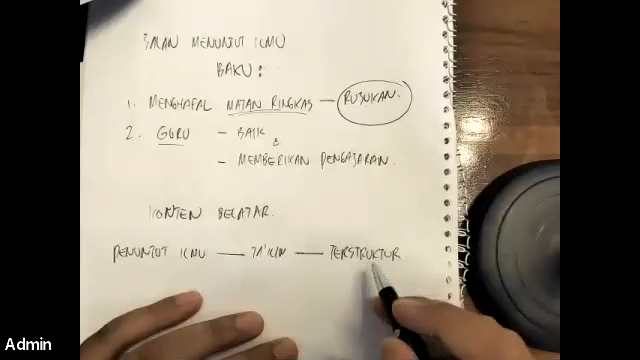 JALAN MENUNTUT ILMU
BAKU :
1. MENGHAFAL MATAN RINGKAS — RUJUKAN.
2. GURU - BAIK
&
- MEMBERIKAN PENGAJARAN.
KONTEN BELAJAR.
PENUNTUT ILMU — TA'LIM — TERSTRUKTUR
Admin